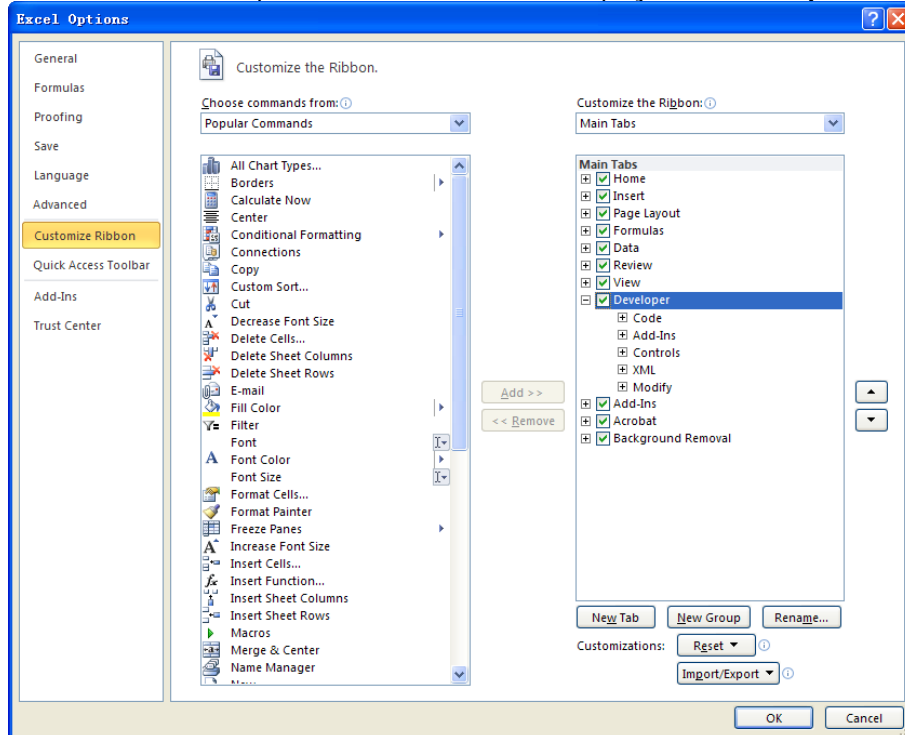 Excel Options
General
Formulas
Proofing
Save
Language
Advanced
Customize Ribbon
Quick Access Toolbar
Add-Ins
Trust Center
Customize the Ribbon.
Choose commands from:
Popular Commands
All Chart Types...
Borders
Calculate Now
Center
Conditional Formatting
Connections
Copy
Custom Sort...
Cut
Decrease Font Size
Delete Cells...
Delete Sheet Columns
Delete Sheet Rows
E-mail
Fill Color
Filter
Font
Font Color
Font Size
Format Cells...
Format Painter
Freeze Panes
Increase Font Size
Insert Cells...
Insert Function...
Insert Sheet Columns
Insert Sheet Rows
Macros
Merge & Center
Name Manager
Add >>
<< Remove
Customize the Ribbon:
Main Tabs
Main Tabs
Home
Insert
Page Layout
Formulas
Data
Review
View
Developer
Code
Add-Ins
Controls
XML
Modify
Add-Ins
Acrobat
Background Removal
New Tab
New Group
Rename...
Customizations:
Reset
Import/Export
OK
Cancel